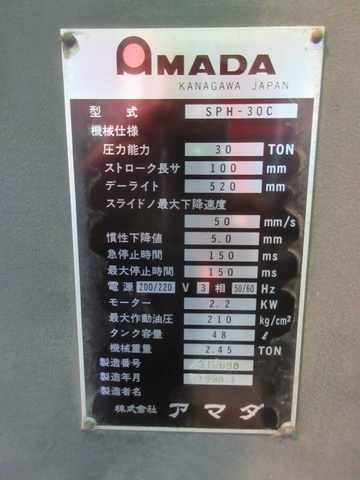 AMADA
KANAGAWA JAPAN
型式 SPH-30C
機械仕様
圧力能力 30 TON
ストローク長サ 100 mm
デーライト 520 mm
スライドノ最大下降速度
50 mm/s
慣性下降値 5.0 mm
急停止時間 150 ms
最大停止時間 150 ms
電源 200/220 V 3 相 50/60 Hz
モーター 2.2 KW
最大作動油圧 210 kg/cm²
タンク容量 48 ℓ
機械重量 2.45 TON
製造番号
製造年月
製造者名
株式会社 アマダ